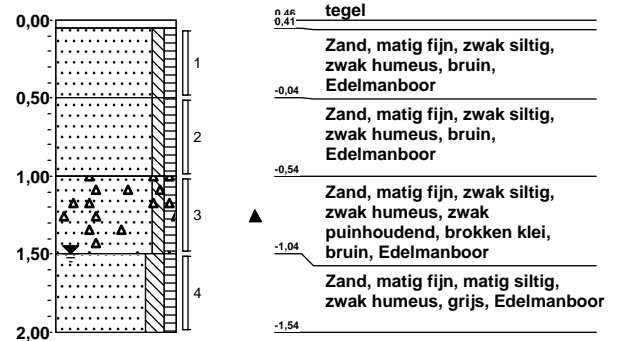 0,00
0,50
1,00
1,50
2,00
1
2
3
4
0,46
tegel
0,41
Zand, matig fijn, zwak siltig,
zwak humeus, bruin,
Edelmanboor
-0,04
Zand, matig fijn, zwak siltig,
zwak humeus, bruin,
Edelmanboor
-0,54
Zand, matig fijn, zwak siltig,
zwak humeus, zwak
puinhoudend, brokken klei,
bruin, Edelmanboor
-1,04
Zand, matig fijn, matig siltig,
zwak humeus, grijs, Edelmanboor
-1,54